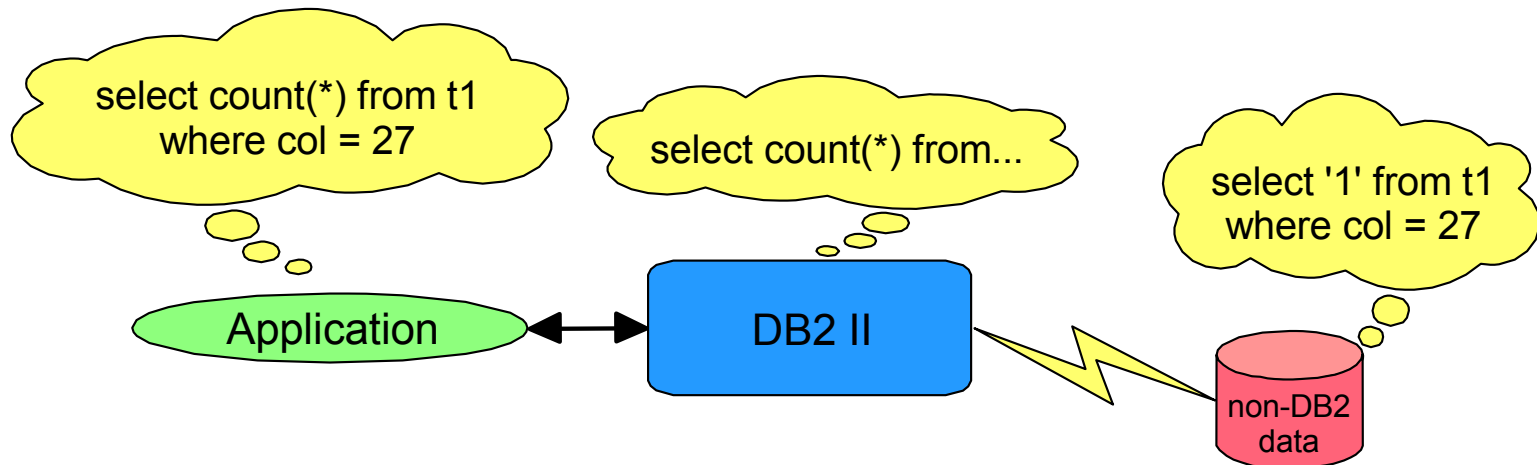 select count(*) from t1
where col = 27
select count(*) from...
select '1' from t1
where col = 27
Application
DB2 II
non-DB2
data